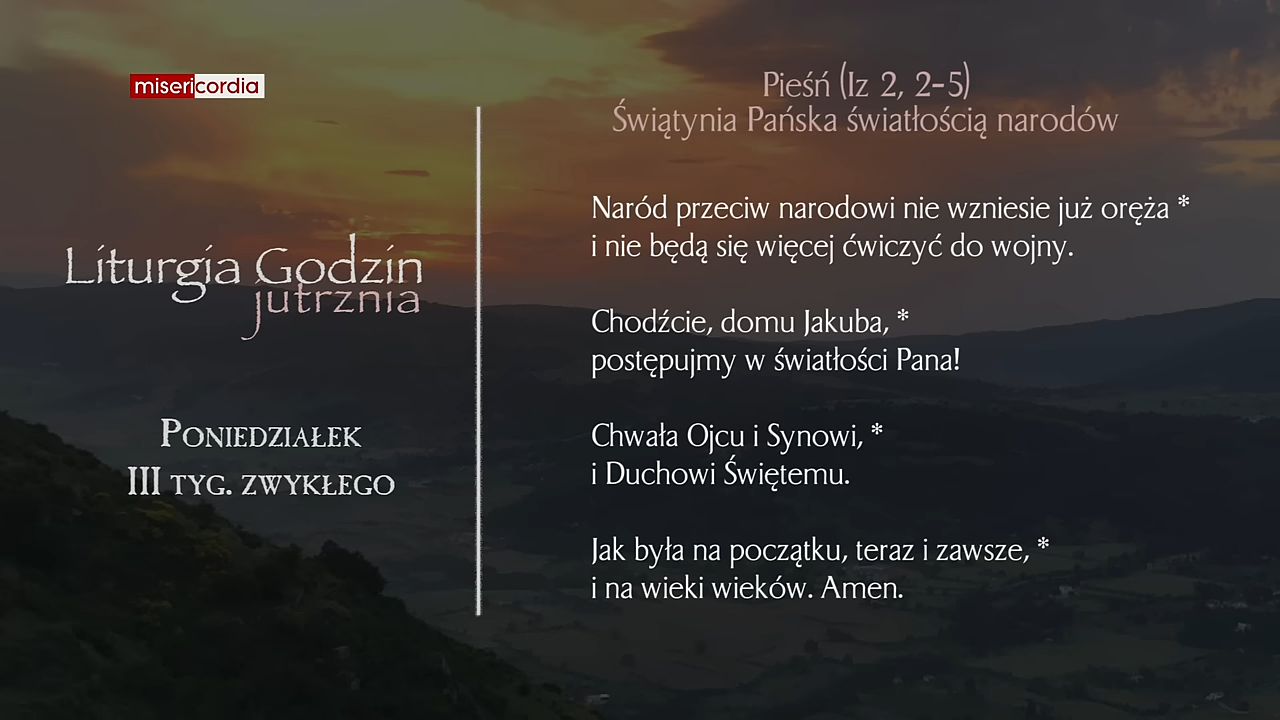 misericordia
Liturgia Godzin
jutrznia
Poniedziałek
III tyg. zwykłego
Pieśń (Iz 2, 2-5)
Świątynia Pańska światłością narodów
Naród przeciw narodowi nie wzniesie już oręża *
i nie będą się więcej ćwiczyć do wojny.
Chodźcie, domu Jakuba, *
postępujmy w światłości Pana!
Chwała Ojcu i Synowi, *
i Duchowi Świętemu.
Jak była na początku, teraz i zawsze, *
i na wieki wieków. Amen.